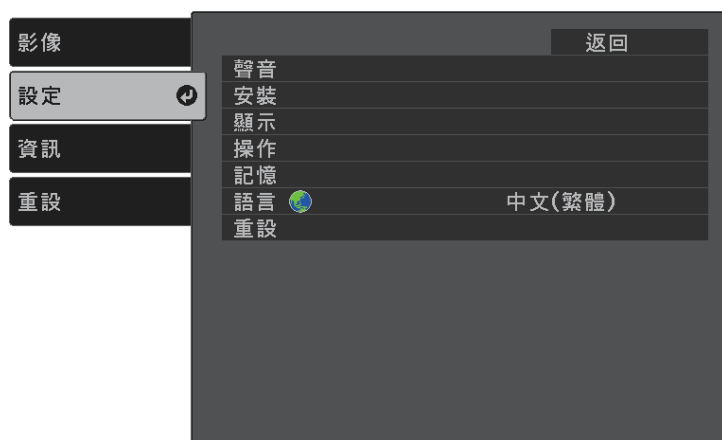 影像
設定
資訊
重設
返回
聲音
安裝
顯示
操作
記憶
語言 中文(繁體)
重設